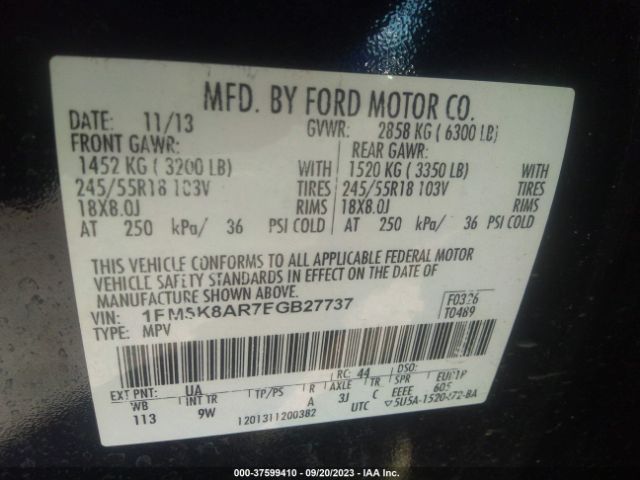 MFD. BY FORD MOTOR CO.
DATE: 11/13 GVWR: 2858 KG ( 6300 LB)
FRONT GAWR: REAR GAWR:
1452 KG ( 3200 LB) WITH 1520 KG ( 3350 LB) WITH
245/55R18 103V TIRES 245/55R18 103V TIRES
18X8.0J RIMS 18X8.0J RIMS
AT 250 kPa/ 36 PSI COLD AT 250 kPa/ 36 PSI COLD
THIS VEHICLE CONFORMS TO ALL APPLICABLE FEDERAL MOTOR
VEHICLE SAFETY STANDARDS IN EFFECT ON THE DATE OF
MANUFACTURE SHOWN ABOVE.
VIN: 1FM5K8AR7EGB27737 F0326
TYPE: MPV T0489
RC: 44 DSO:
EXT PNT: UA
WB INT TR TP/PS R AXLE TR SPR
113 9W A 3J C EEEE 605
1201311200382 UTC
000-37599410 | 09/20/2023 | IAA Inc.